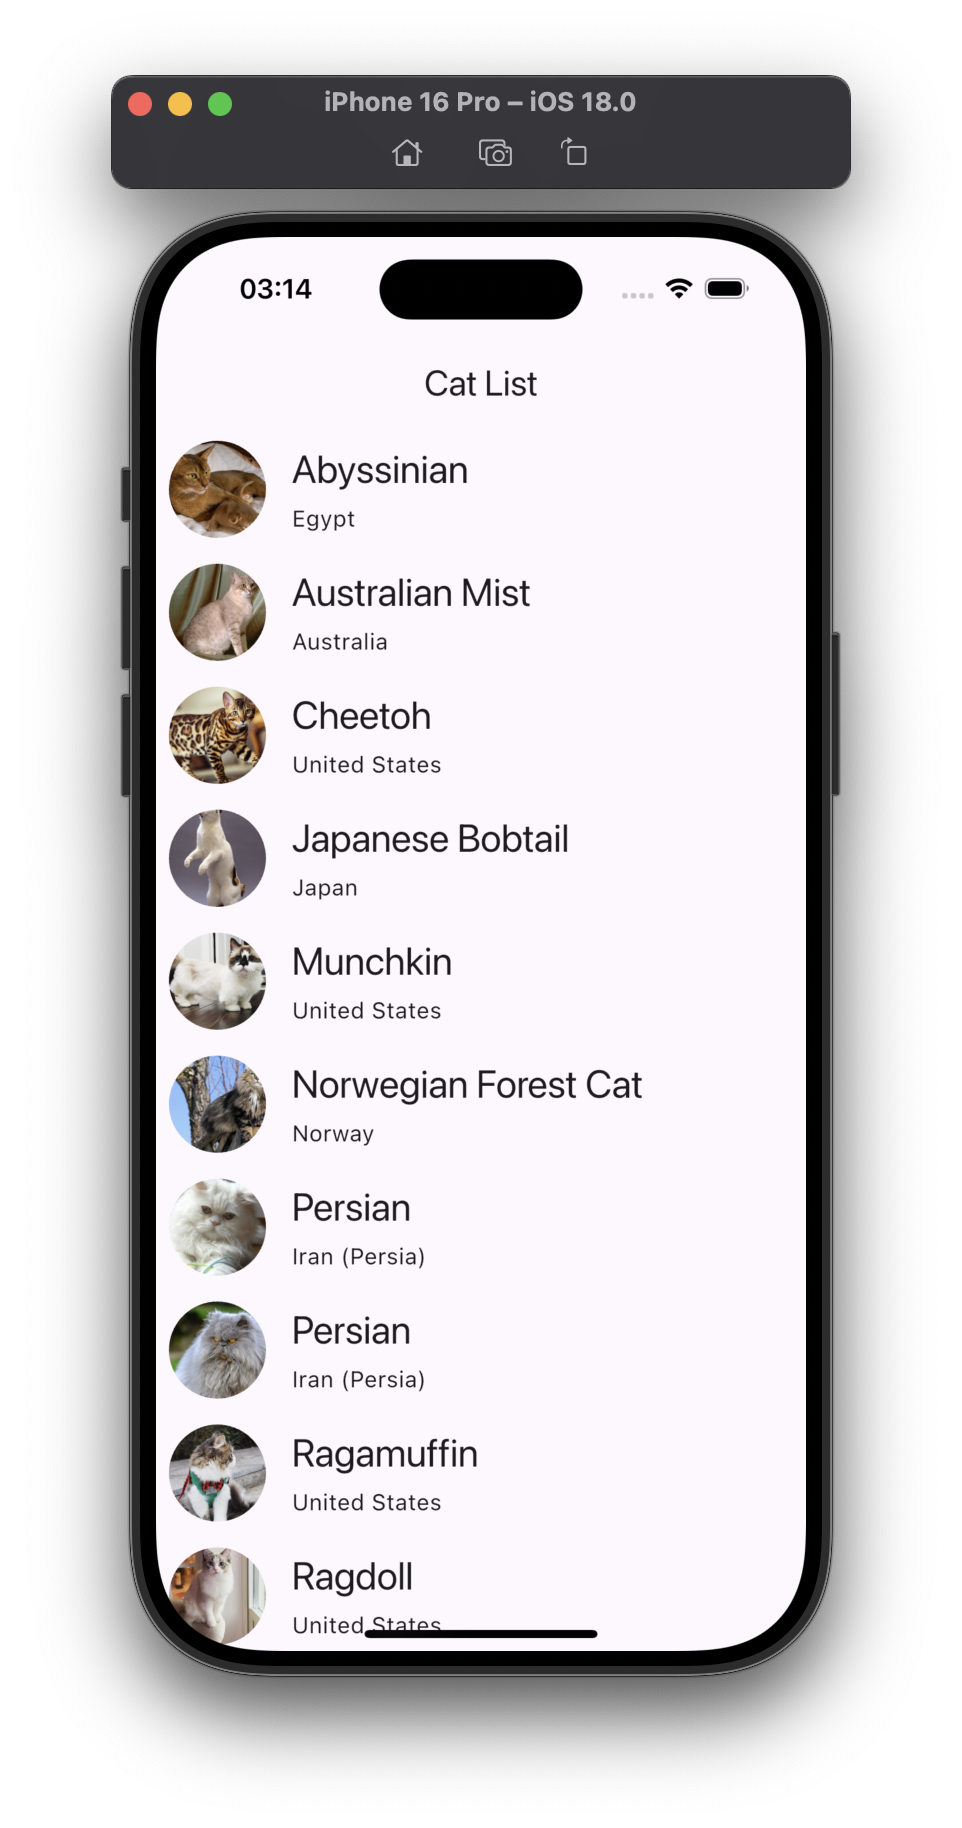 iPhone 16 Pro – iOS 18.0
03:14
Cat List
Abyssinian
Egypt
Australian Mist
Australia
Cheetoh
United States
Japanese Bobtail
Japan
Munchkin
United States
Norwegian Forest Cat
Norway
Persian
Iran (Persia)
Persian
Iran (Persia)
Ragamuffin
United States
Ragdoll
United States